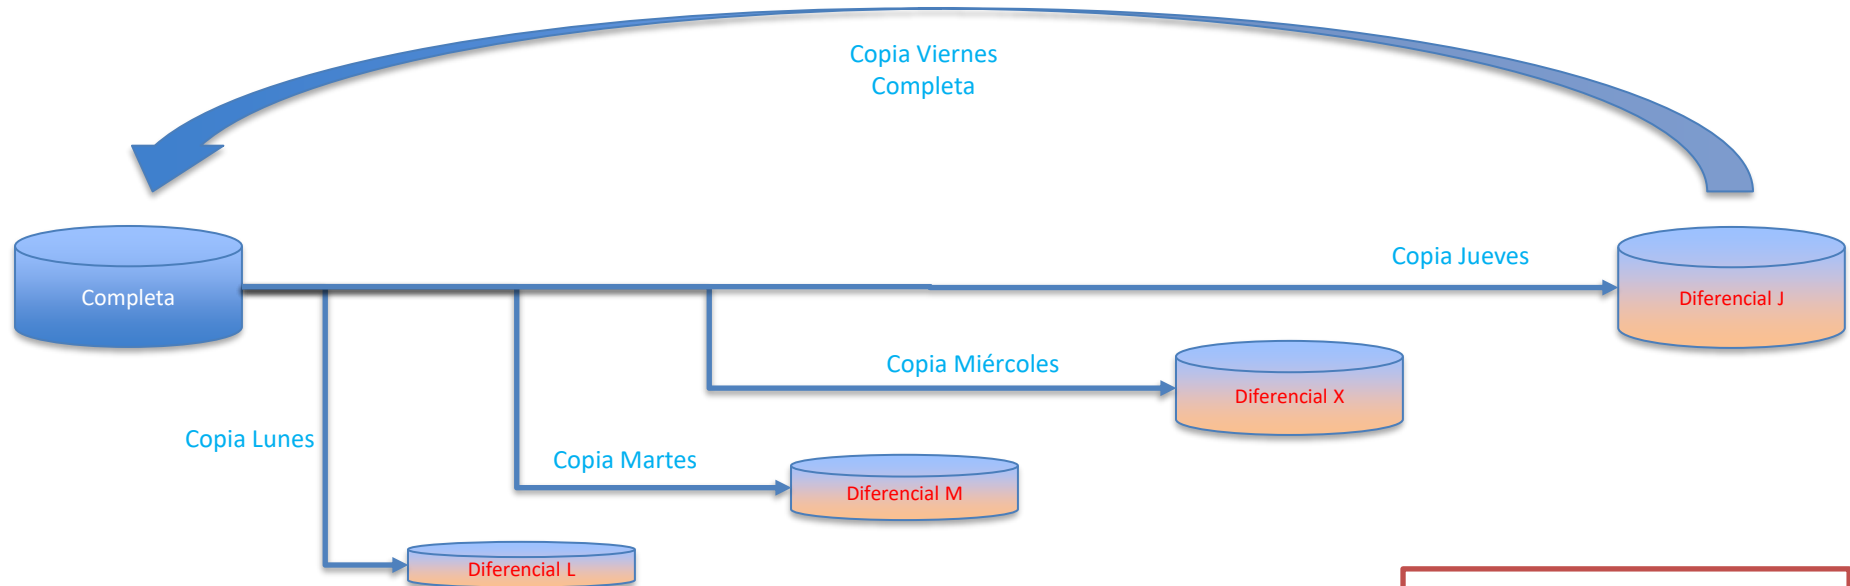 Copia Viernes
Completa
Copia Jueves
Completa
Diferencial J
Copia Miércoles
Diferencial X
Copia Lunes
Copia Martes
Diferencial M
Diferencial L